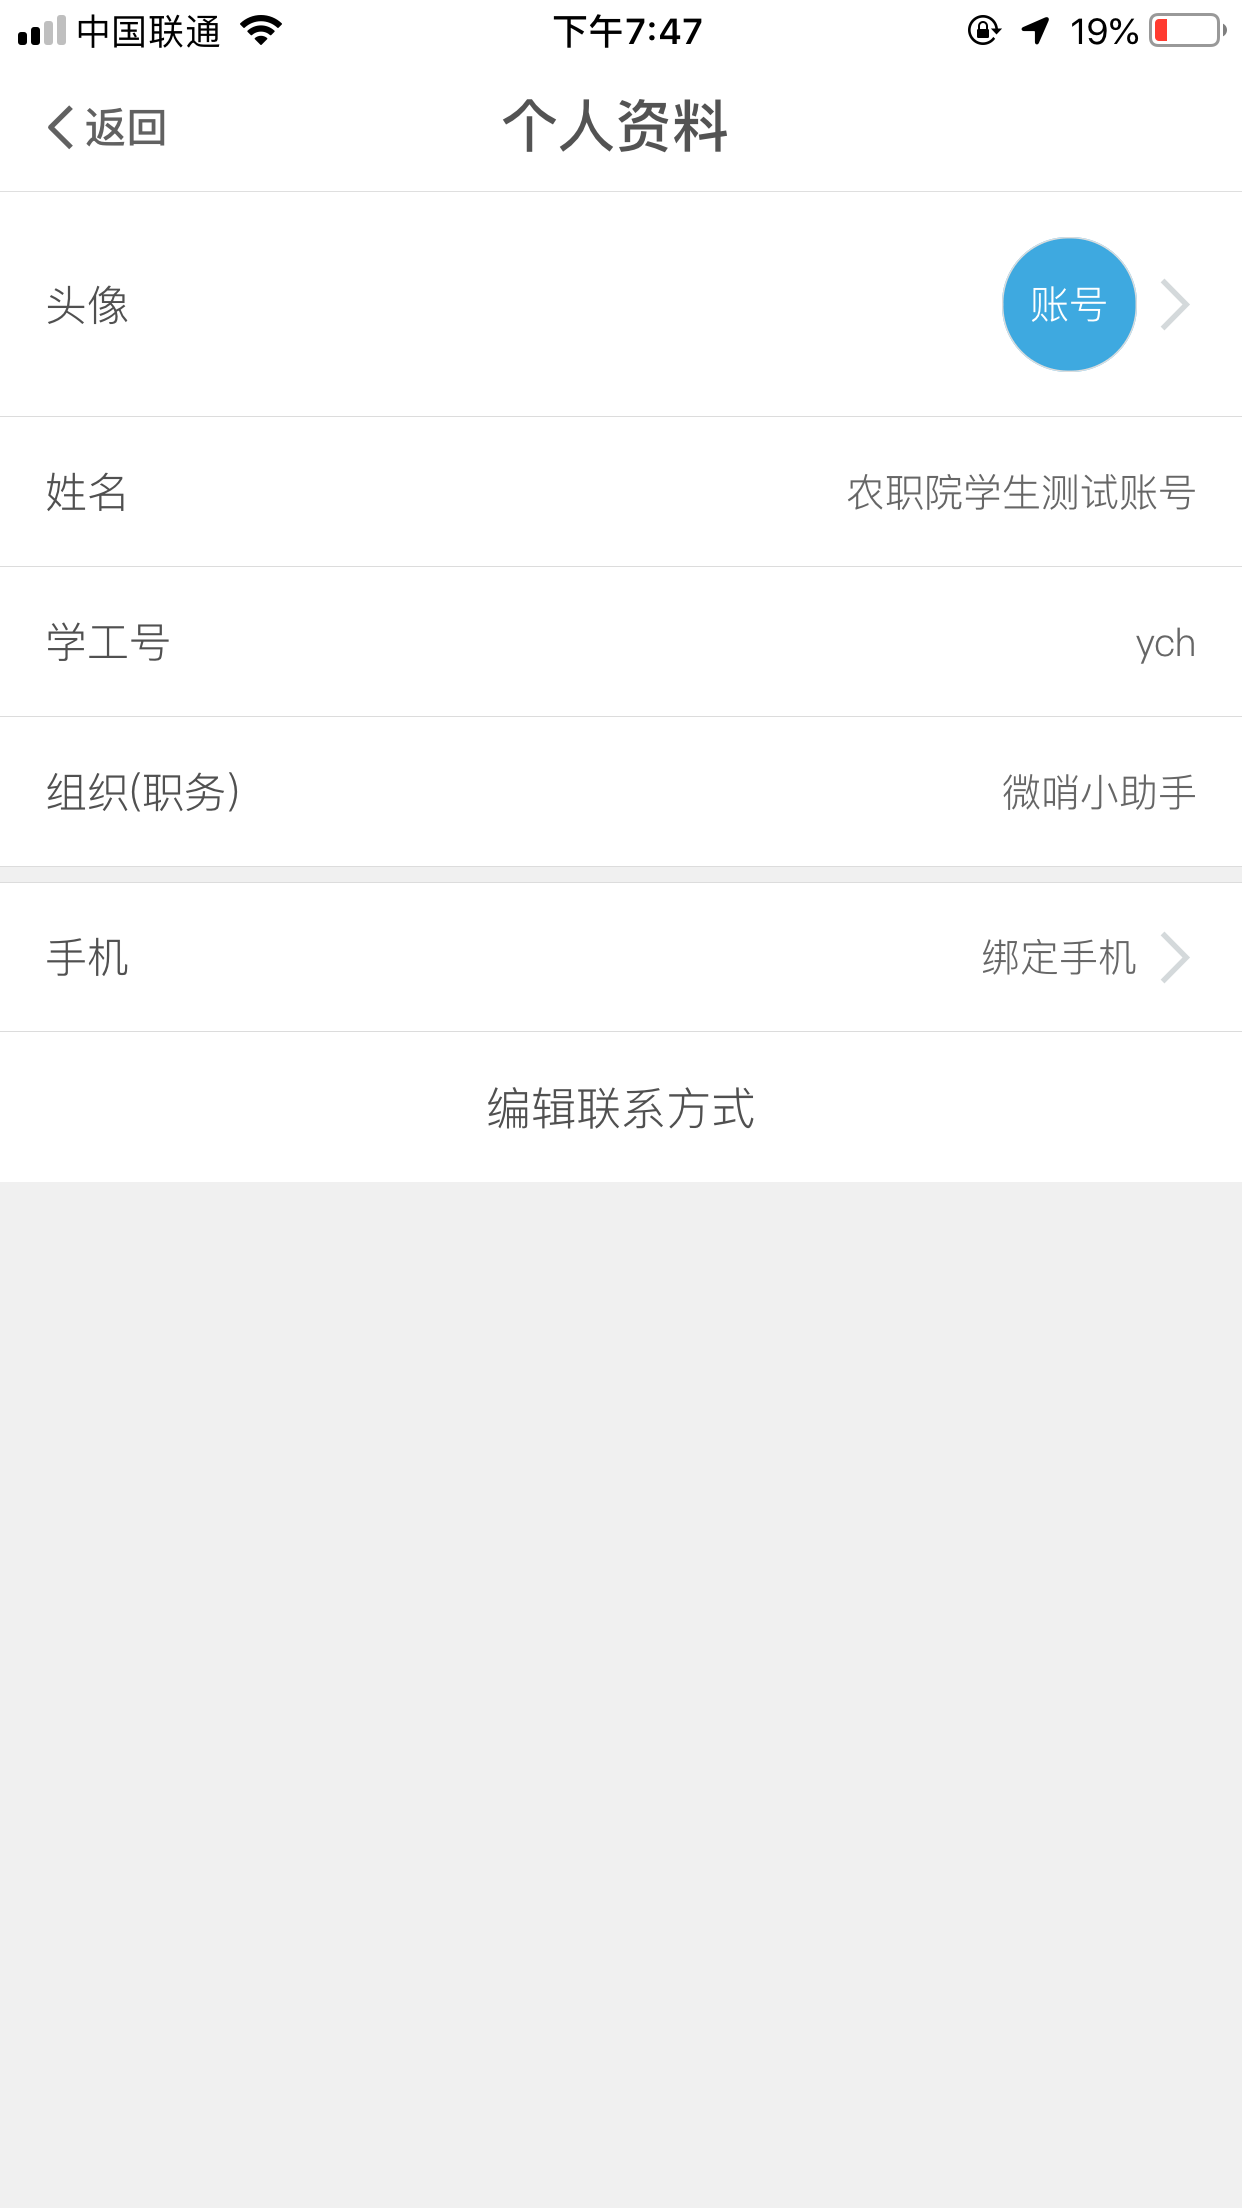 中国联通 下午7:47 19%
返回 个人资料
头像 账号
姓名 农职院学生测试账号
学工号 ych
组织(职务) 微哨小助手
手机 绑定手机
编辑联系方式